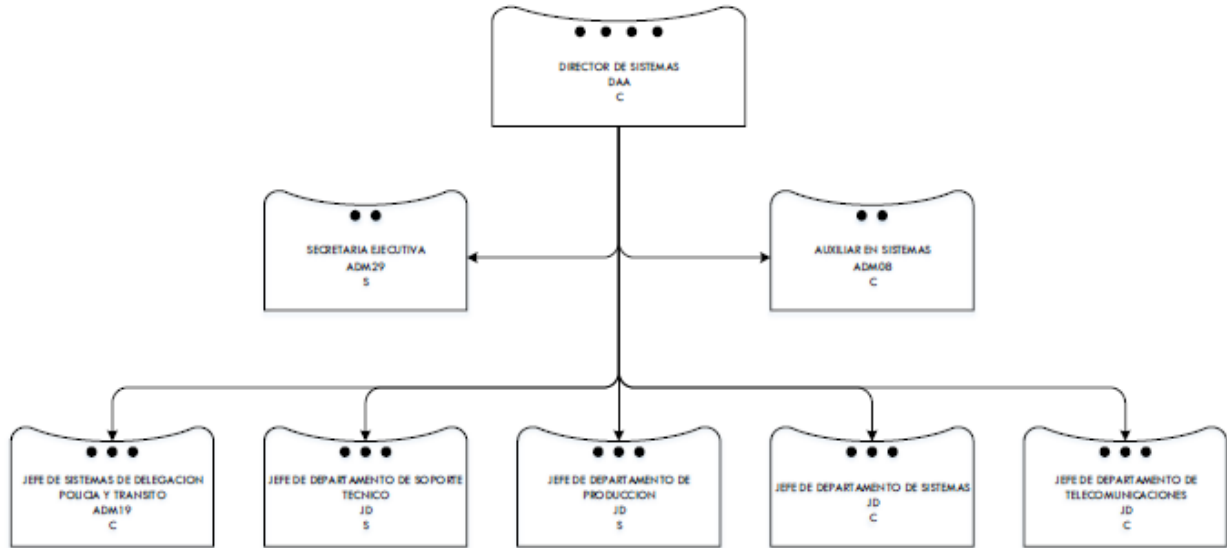 DIRECTOR DE SISTEMAS
DAA
C
SECRETARIA EJECUTIVA
ADM29
S
AUXILIAR EN SISTEMAS
ADM08
C
JEFE DE SISTEMAS DE DELEGACION
POLICIA Y TRANSITO
ADM19
C
JEFE DE DEPARTAMENTO DE SOPORTE
TECNICO
JD
S
JEFE DE DEPARTAMENTO DE
PRODUCCION
JD
S
JEFE DE DEPARTAMENTO DE SISTEMAS
JD
C
JEFE DE DEPARTAMENTO DE
TELECOMUNICACIONES
JD
C